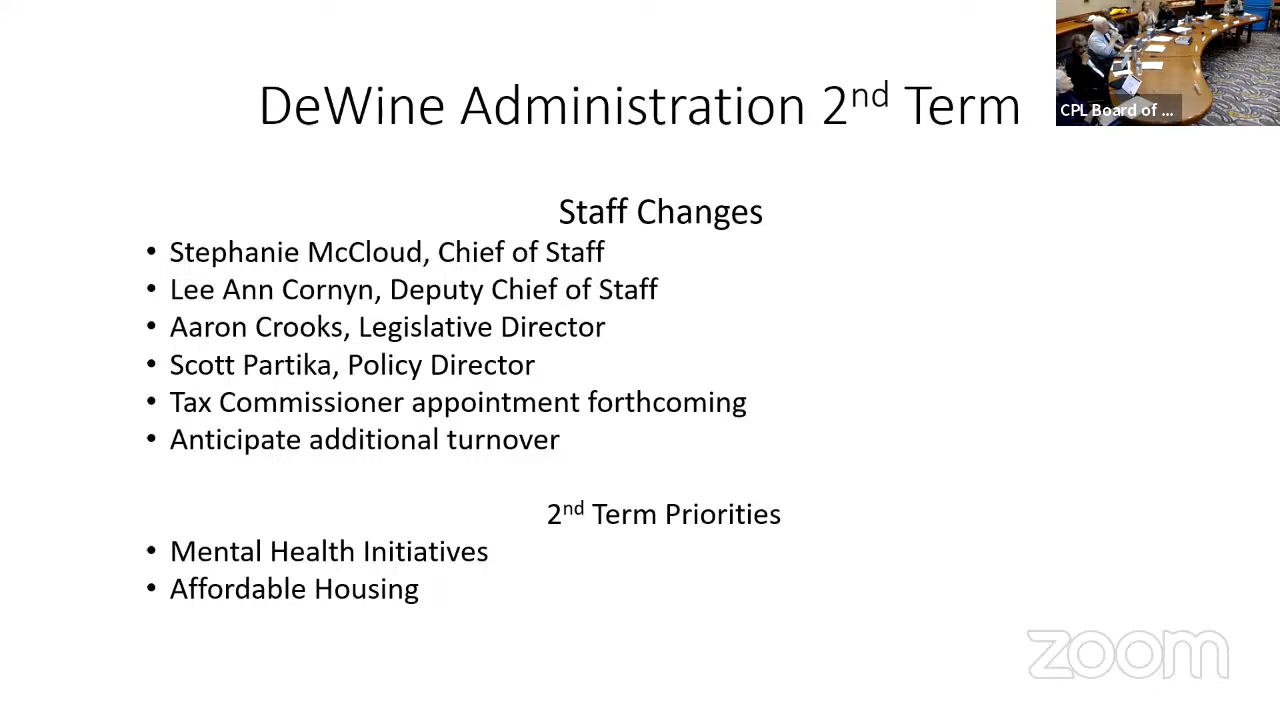 DeWine Administration 2nd Term
CPL Board of ...
Staff Changes
• Stephanie McCloud, Chief of Staff
• Lee Ann Cornyn, Deputy Chief of Staff
• Aaron Crooks, Legislative Director
• Scott Partika, Policy Director
• Tax Commissioner appointment forthcoming
• Anticipate additional turnover
2nd Term Priorities
• Mental Health Initiatives
• Affordable Housing
zoom